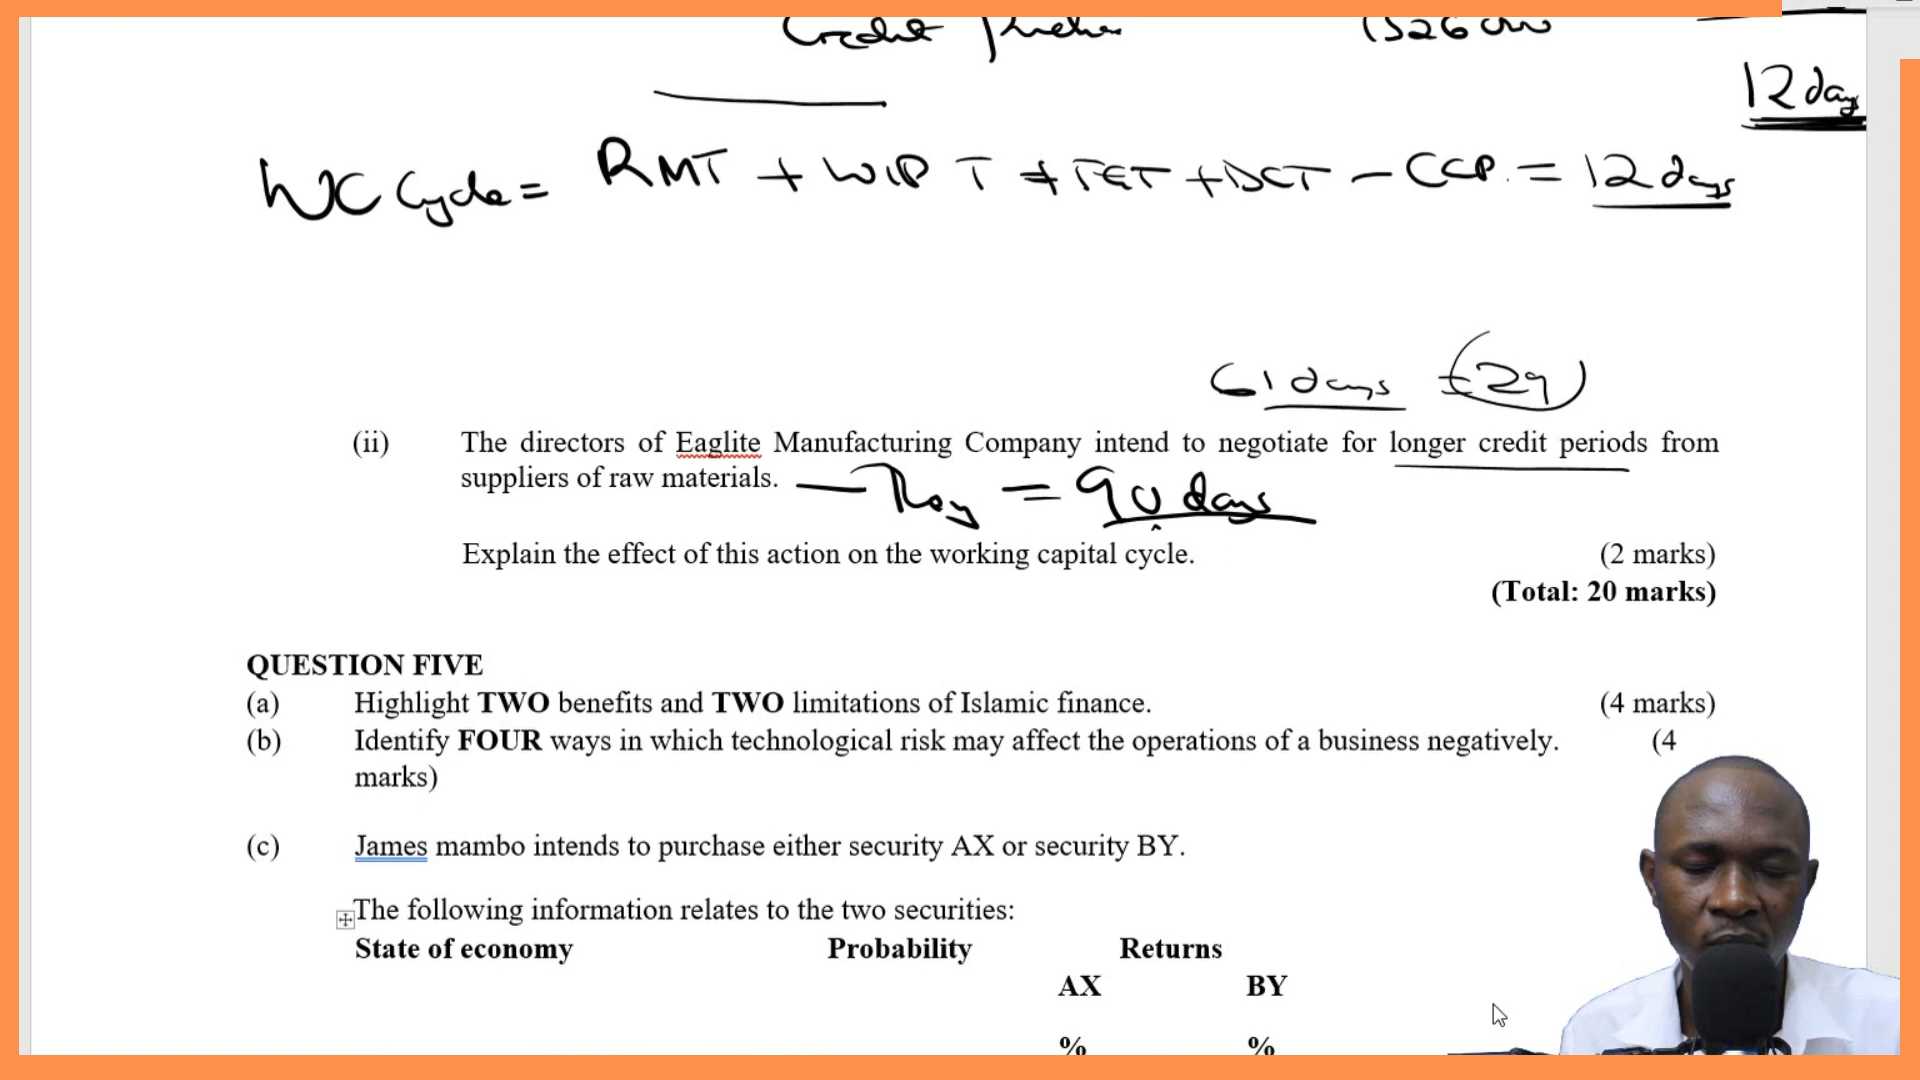 Credit
12 days
WC Cycle = RMT + WIP T + FGT + DCT - CCP. = 12 days
61 days (29)
(ii) The directors of Eaglite Manufacturing Company intend to negotiate for longer credit periods from
suppliers of raw materials. = 90 days
Explain the effect of this action on the working capital cycle. (2 marks)
(Total: 20 marks)
QUESTION FIVE
(a) Highlight TWO benefits and TWO limitations of Islamic finance. (4 marks)
(b) Identify FOUR ways in which technological risk may affect the operations of a business negatively. (4
marks)
(c) James mambo intends to purchase either security AX or security BY.
The following information relates to the two securities:
State of economy Probability Returns
AX BY
% %